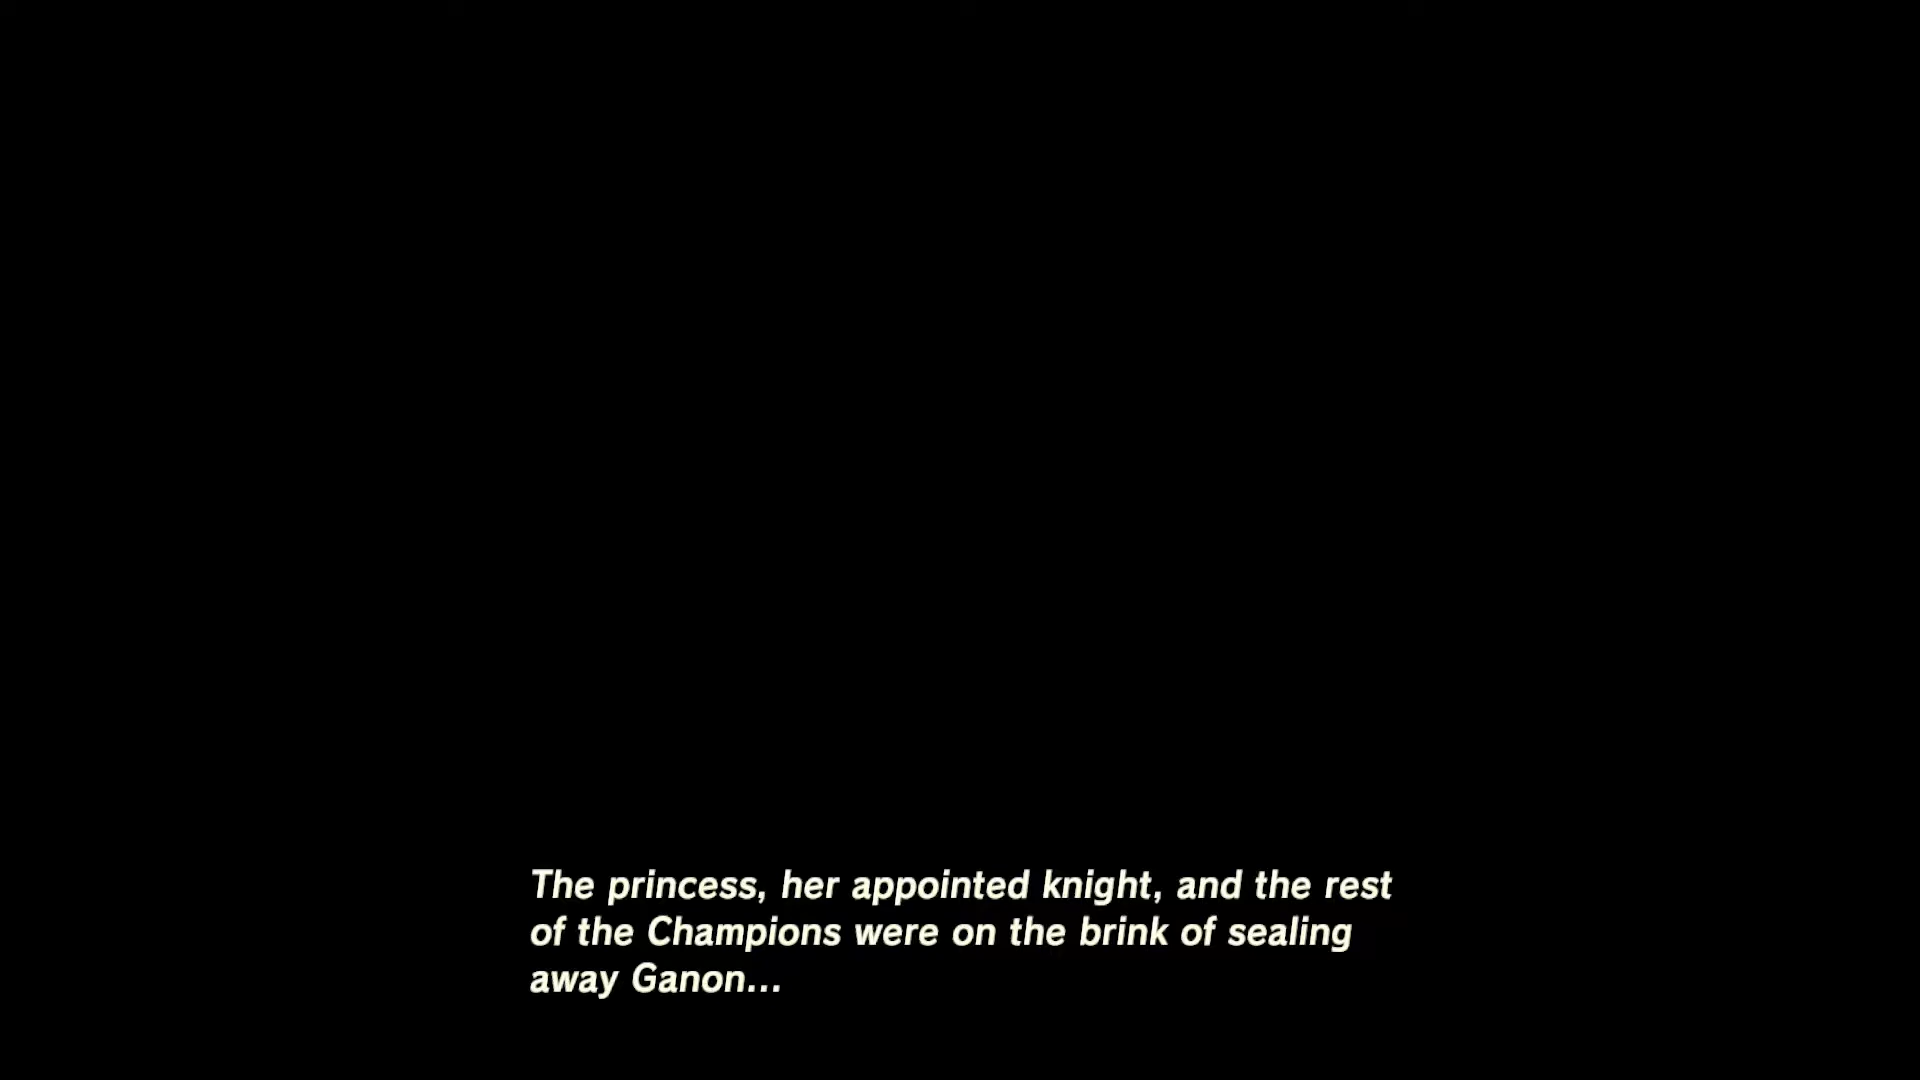 The princess, her appointed knight, and the rest
of the Champions were on the brink of sealing
away Ganon...